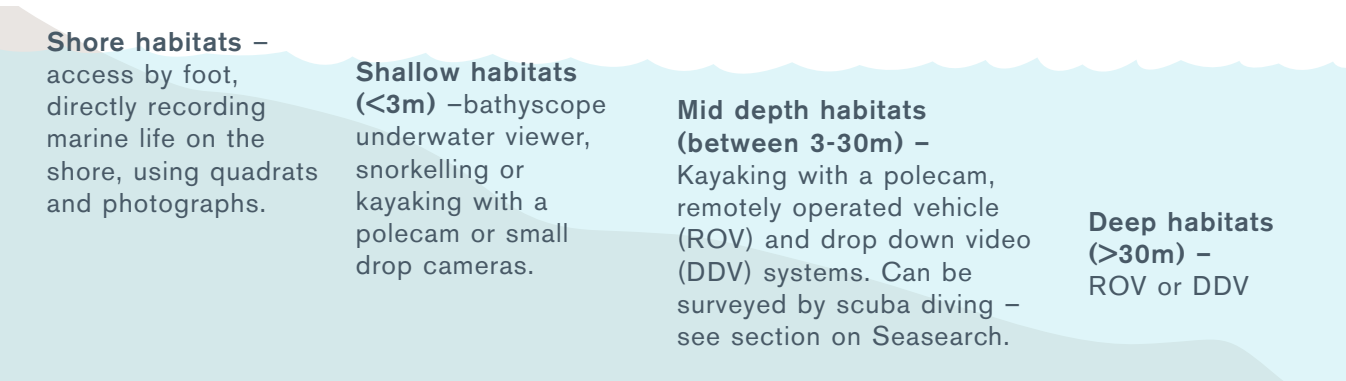 Shore habitats –
access by foot,
directly recording
marine life on the
shore, using quadrats
and photographs.
Shallow habitats
(<3m) –bathyscope
underwater viewer,
snorkelling or
kayaking with a
polecam or small
drop cameras.
Mid depth habitats
(between 3-30m) –
Kayaking with a polecam,
remotely operated vehicle
(ROV) and drop down video
(DDV) systems. Can be
surveyed by scuba diving –
see section on Seasearch.
Deep habitats
(>30m) –
ROV or DDV